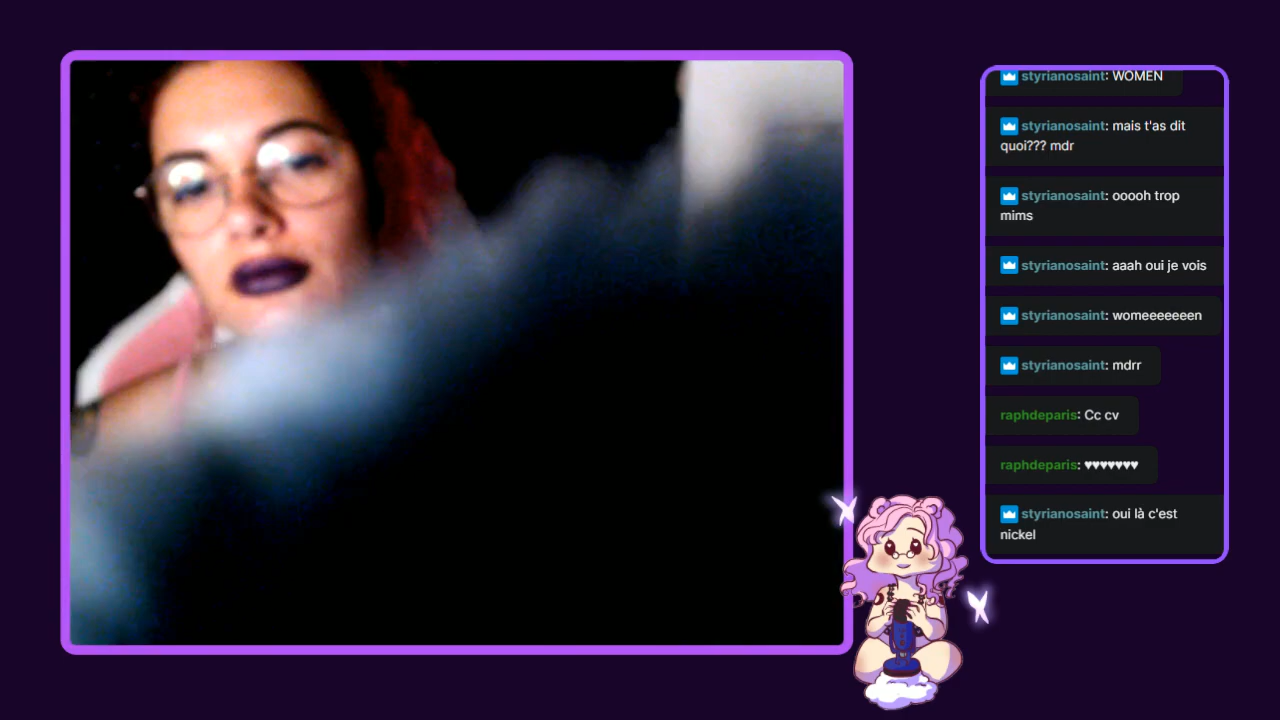 styrianosaint: WOMEN
styrianosaint: mais t'as dit
quoi??? mdr
styrianosaint: ooooh trop
mims
styrianosaint: aaah oui je vois
styrianosaint: womeeeeeeen
styrianosaint: mdrr
raphdeparis: Cc cv
raphdeparis: ♥♥♥♥♥♥♥
styrianosaint: oui là c'est
nickel